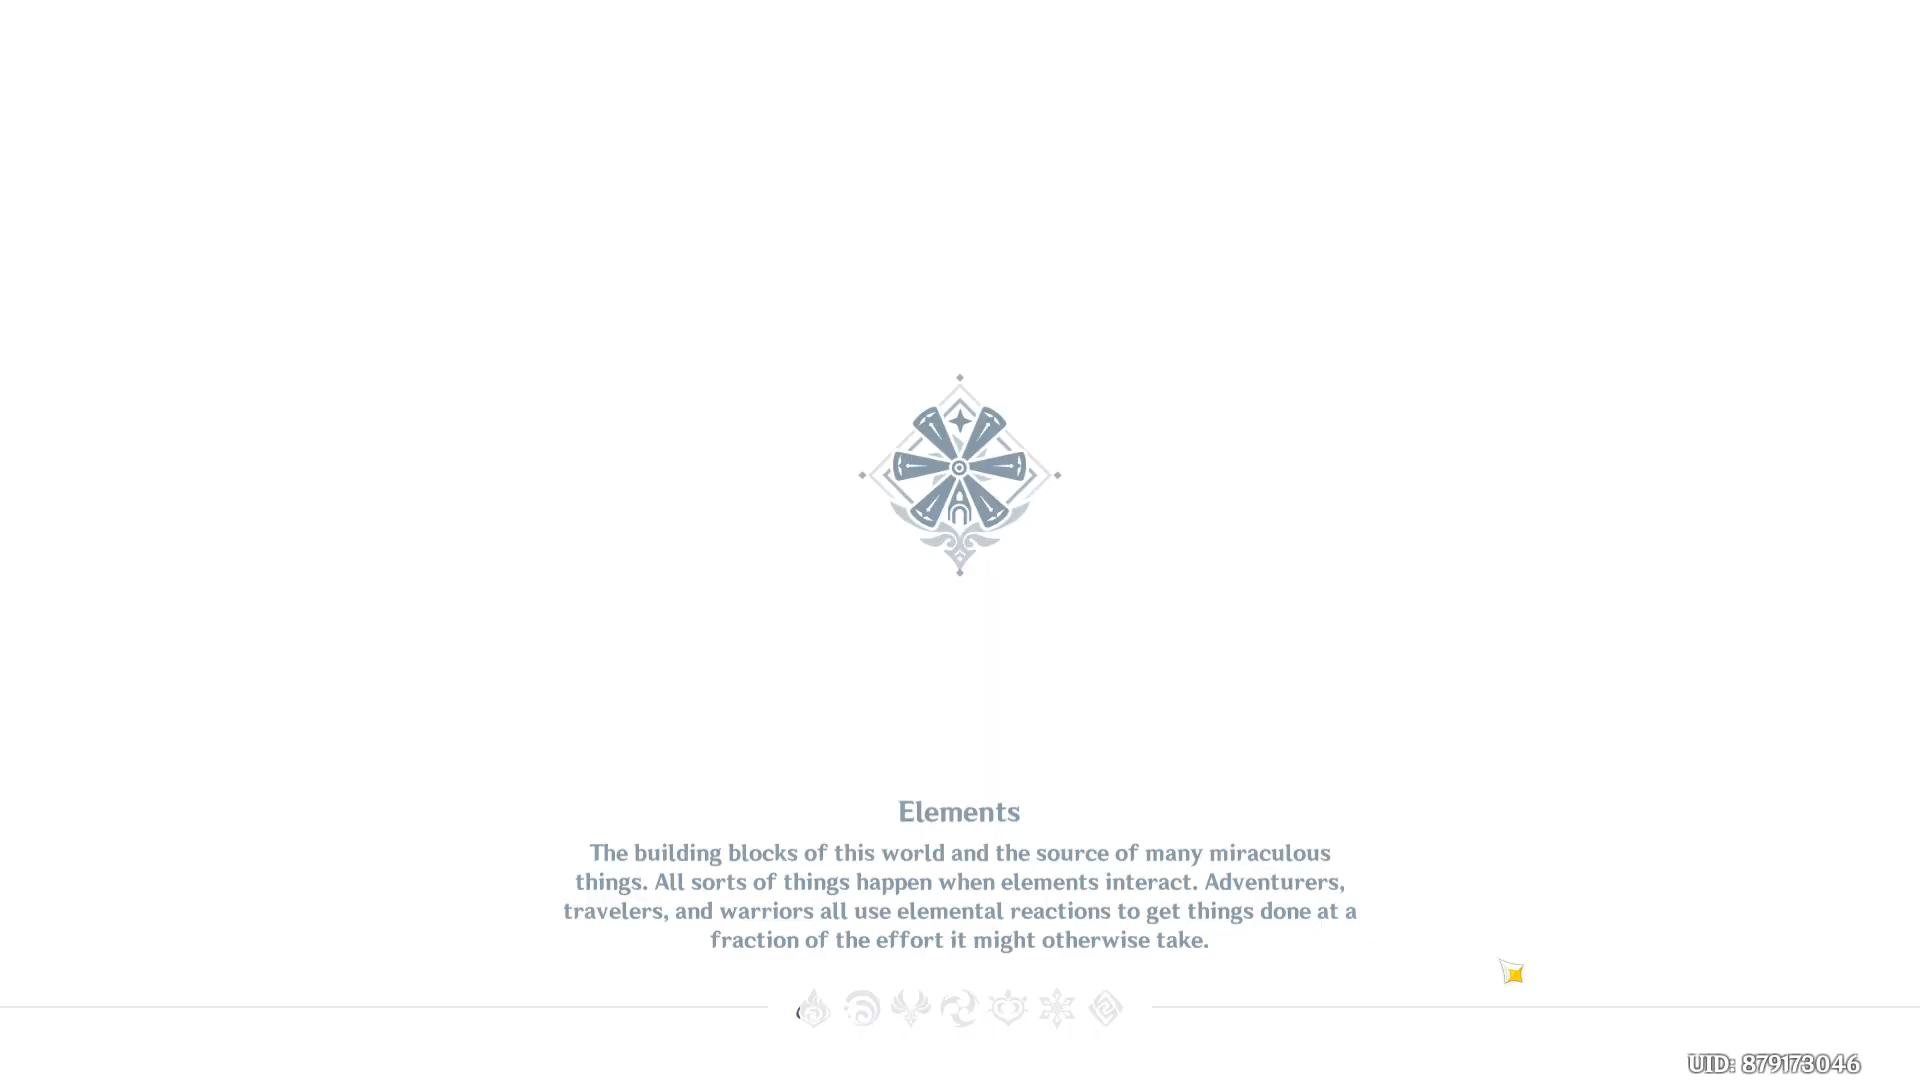 Elements
The building blocks of this world and the source of many miraculous
things. All sorts of things happen when elements interact. Adventurers,
travelers, and warriors all use elemental reactions to get things done at a
fraction of the effort it might otherwise take.
UID: 879173046